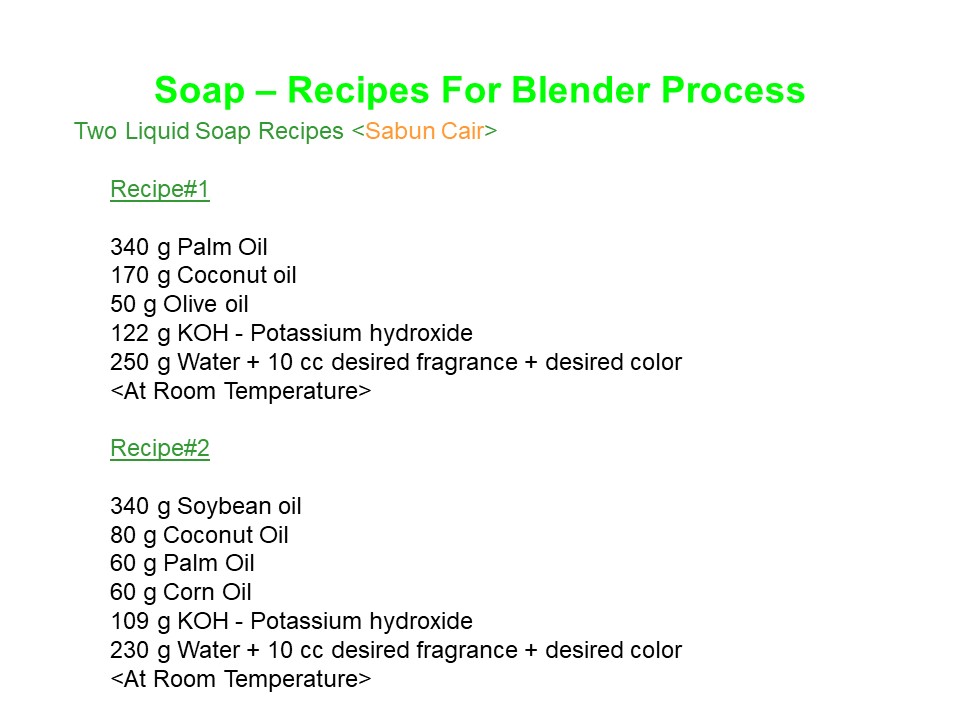 Soap – Recipes For Blender Process
Two Liquid Soap Recipes <Sabun Cair>
Recipe#1
340 g Palm Oil
170 g Coconut oil
50 g Olive oil
122 g KOH - Potassium hydroxide
250 g Water + 10 cc desired fragrance + desired color
<At Room Temperature>
Recipe#2
340 g Soybean oil
80 g Coconut Oil
60 g Palm Oil
60 g Corn Oil
109 g KOH - Potassium hydroxide
230 g Water + 10 cc desired fragrance + desired color
<At Room Temperature>